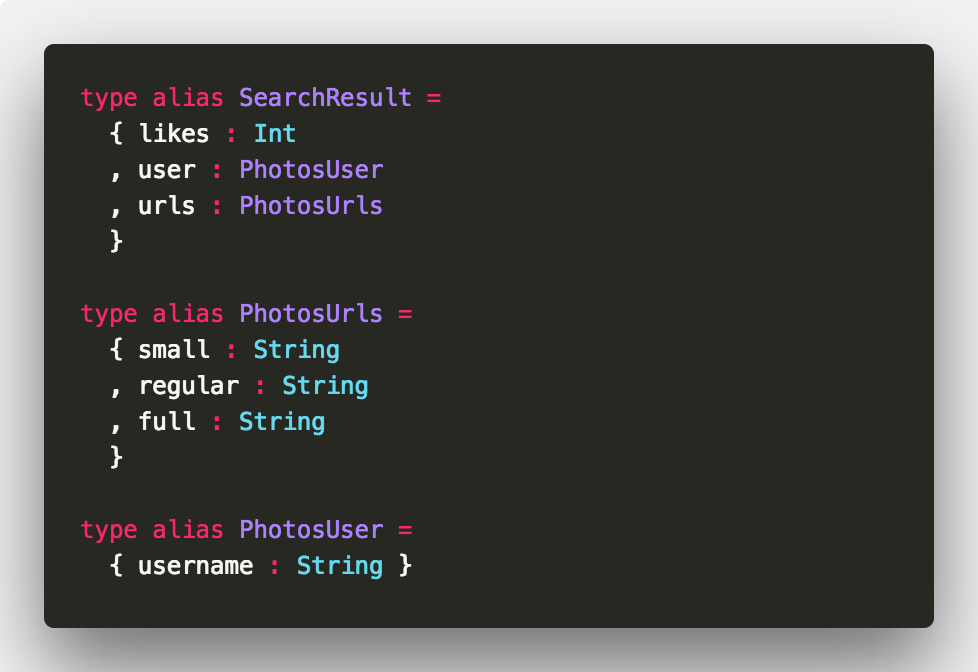 type alias SearchResult =
  { likes : Int
  , user : PhotosUser
  , urls : PhotosUrls
  }

type alias PhotosUrls =
  { small : String
  , regular : String
  , full : String
  }

type alias PhotosUser =
  { username : String }